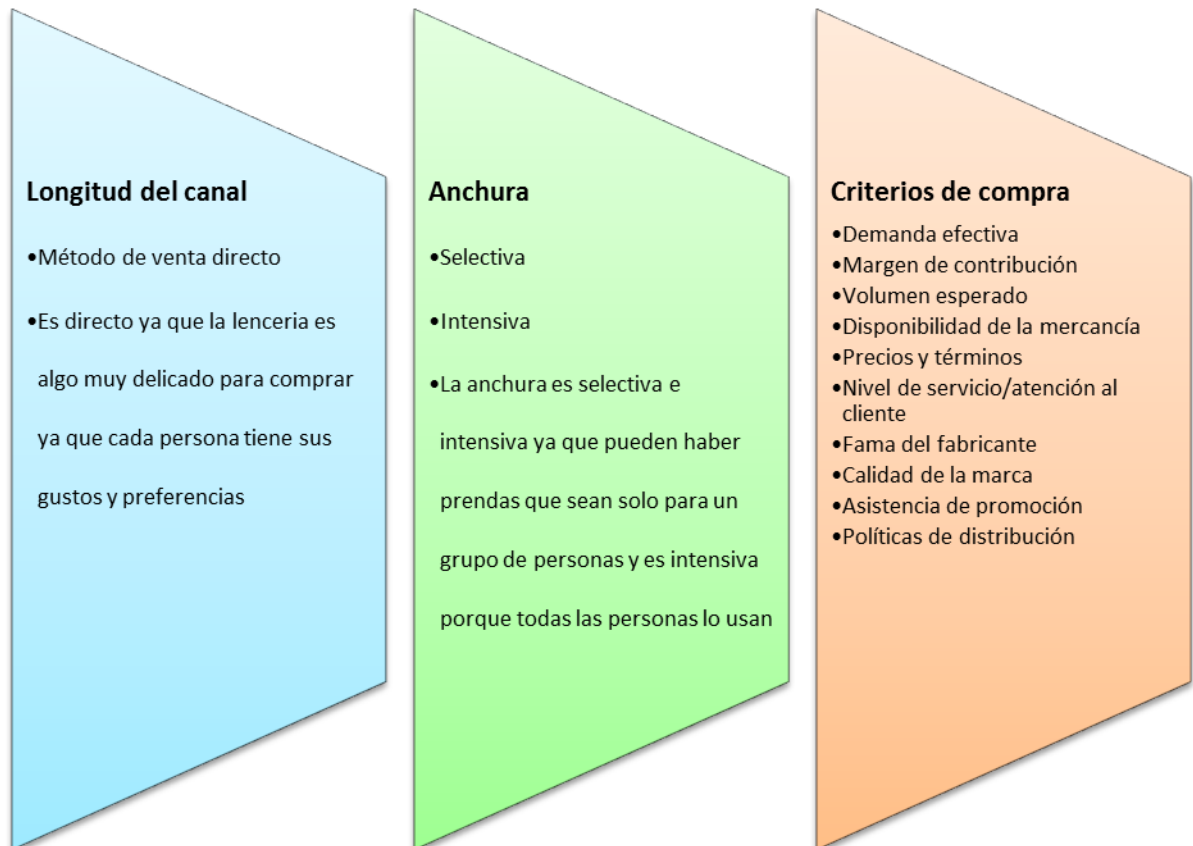 Longitud del canal
•Método de venta directo
•Es directo ya que la lenceria es
algo muy delicado para comprar
ya que cada persona tiene sus
gustos y preferencias
Anchura
•Selectiva
•Intensiva
•La anchura es selectiva e
intensiva ya que pueden haber
prendas que sean solo para un
grupo de personas y es intensiva
porque todas las personas lo usan
Criterios de compra
•Demanda efectiva
•Margen de contribución
•Volumen esperado
•Disponibilidad de la mercancía
•Precios y términos
•Nivel de servicio/atención al
cliente
•Fama del fabricante
•Calidad de la marca
•Asistencia de promoción
•Políticas de distribución